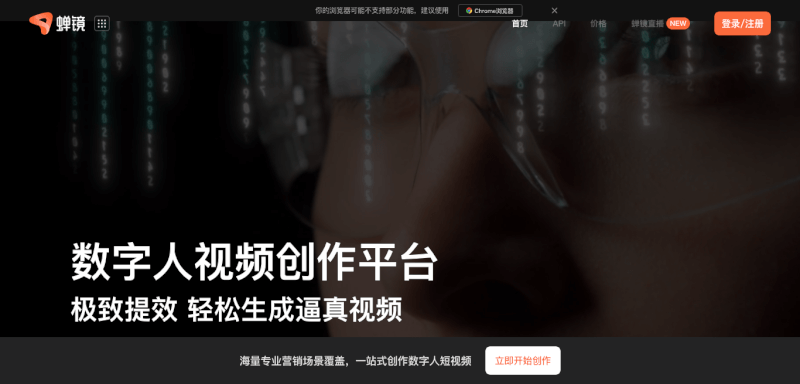 你的浏览器可能不支持部分功能，建议使用 Chrome浏览器
蝉镜
首页 API 价格 蝉镜直播 NEW 登录/注册
数字人视频创作平台
极致提效 轻松生成逼真视频
海量专业营销场景覆盖，一站式创作数字人短视频 立即开始创作